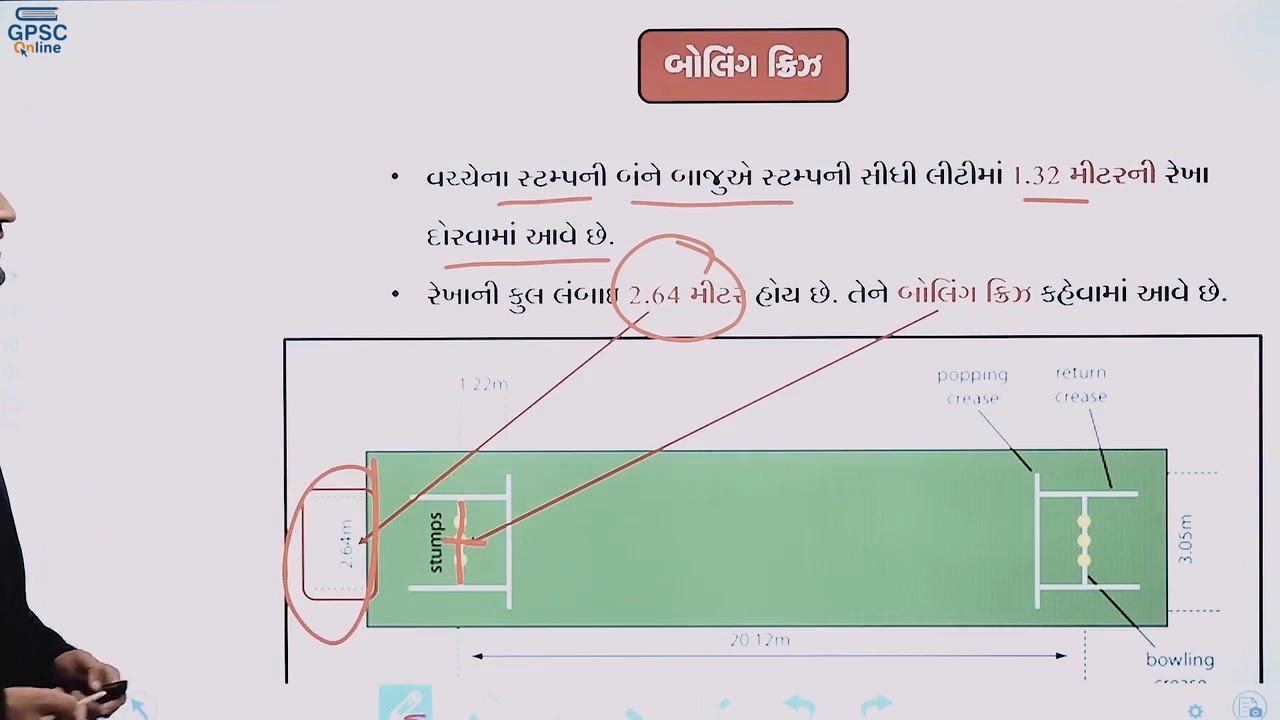 GPSC
Online
બોલિંગ ક્રિઝ
• વચ્ચેના સ્ટમ્પની બંને બાજુએ સ્ટમ્પની સીધી લીટીમાં 1.32 મીટરની રેખા
દોરવામાં આવે છે.
• રેખાની કુલ લંબાઇ 2.64 મીટર હોય છે. તેને બોલિંગ ક્રિઝ કહેવામાં આવે છે.
1.22m
popping
crease
return
crease
2.64m
stumps
3.05m
20.12m
bowling
crease